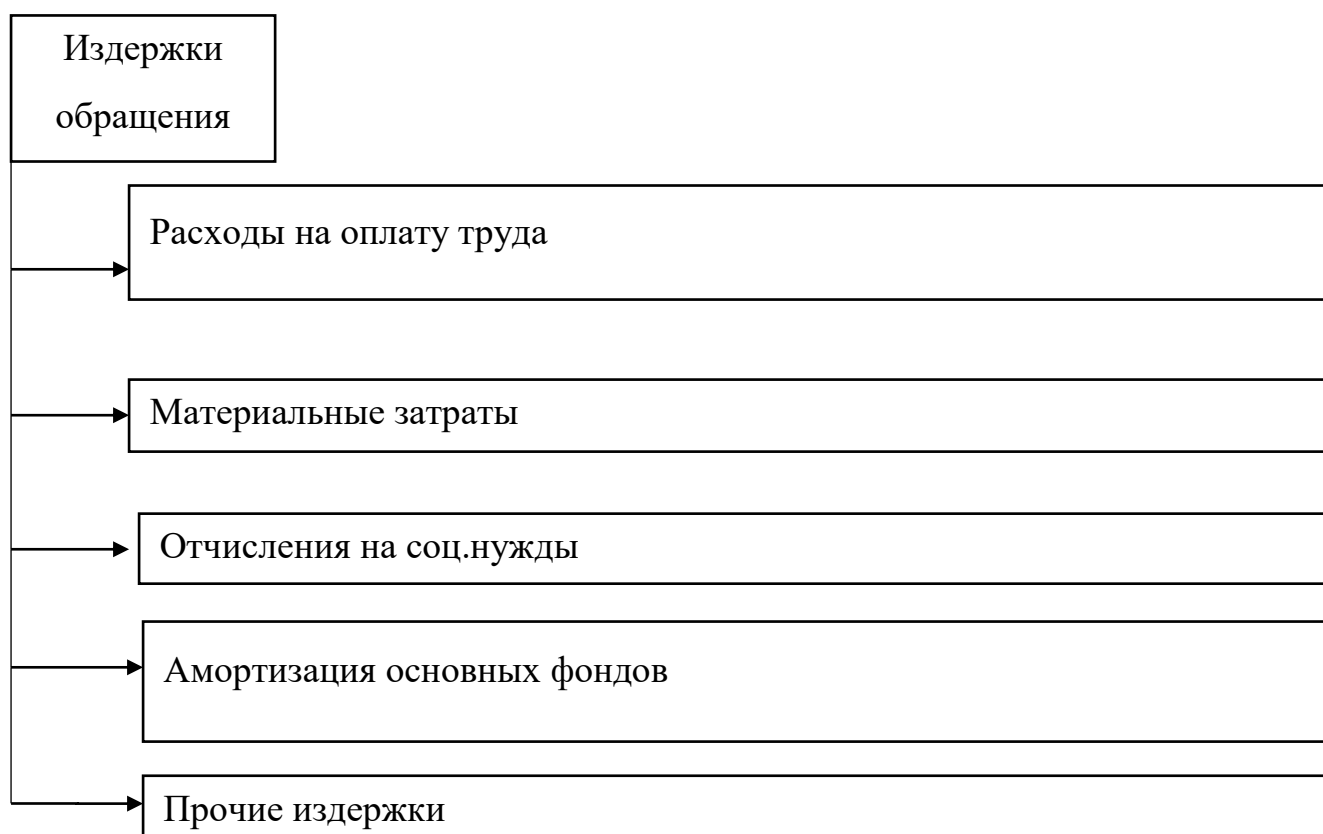 Издержки
обращения
Расходы на оплату труда
Материальные затраты
Отчисления на соц.нужды
Амортизация основных фондов
Прочие издержки